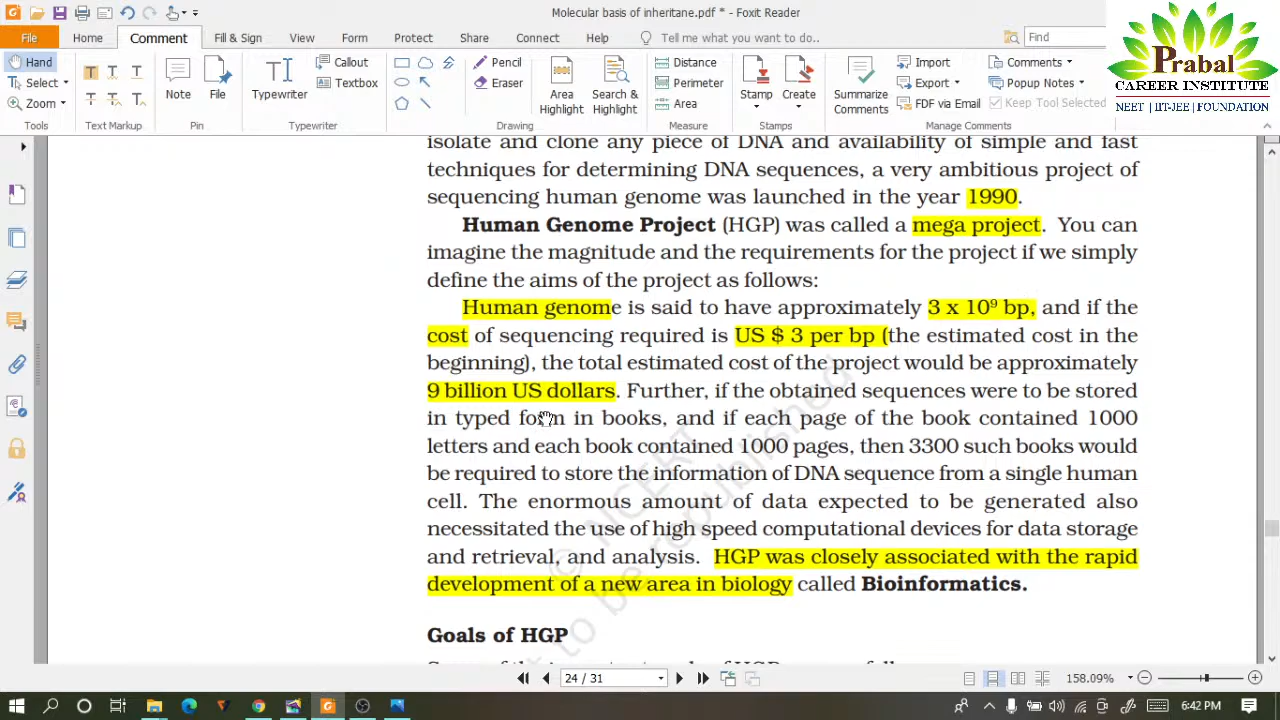 Molecular basis of inheritane.pdf * - Foxit Reader
File Home Comment Fill & Sign View Form Protect Share Connect Help Tell me what you want to do.. Find
Prabal
CAREER INSTITUTE
NEET | IIT-JEE | FOUNDATION
Hand
Select
Zoom
Tools
T T T
T T T
Text Markup
Note
File
Pin
Typewriter
Callout
Textbox
Typewriter
Pencil
Eraser
Area Highlight
Search & Highlight
Drawing
Distance
Perimeter
Area
Measure
Stamp
Create
Stamps
Summarize Comments
Import
Export
FDF via Email
Comments
Popup Notes
Keep Tool Selected
Manage Comments
isolate and clone any piece of DNA and availability of simple and fast
techniques for determining DNA sequences, a very ambitious project of
sequencing human genome was launched in the year 1990.
Human Genome Project (HGP) was called a mega project. You can
imagine the magnitude and the requirements for the project if we simply
define the aims of the project as follows:
Human genome is said to have approximately 3 x 10⁹ bp, and if the
cost of sequencing required is US $ 3 per bp (the estimated cost in the
beginning), the total estimated cost of the project would be approximately
9 billion US dollars. Further, if the obtained sequences were to be stored
in typed form in books, and if each page of the book contained 1000
letters and each book contained 1000 pages, then 3300 such books would
be required to store the information of DNA sequence from a single human
cell. The enormous amount of data expected to be generated also
necessitated the use of high speed computational devices for data storage
and retrieval, and analysis. HGP was closely associated with the rapid
development of a new area in biology called Bioinformatics.
© NCERT
to be republished
Goals of HGP
24 / 31
158.09%
6:42 PM